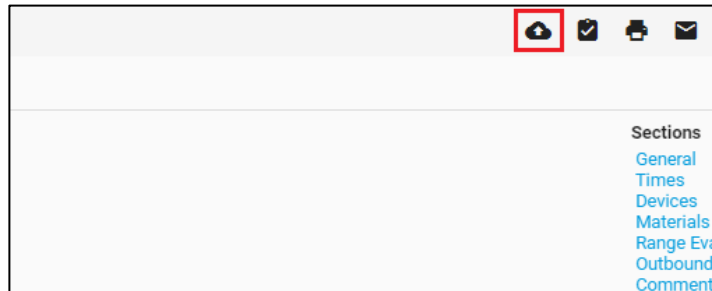 Sections
General
Times
Devices
Materials
Range Eva
Outbound
Comment